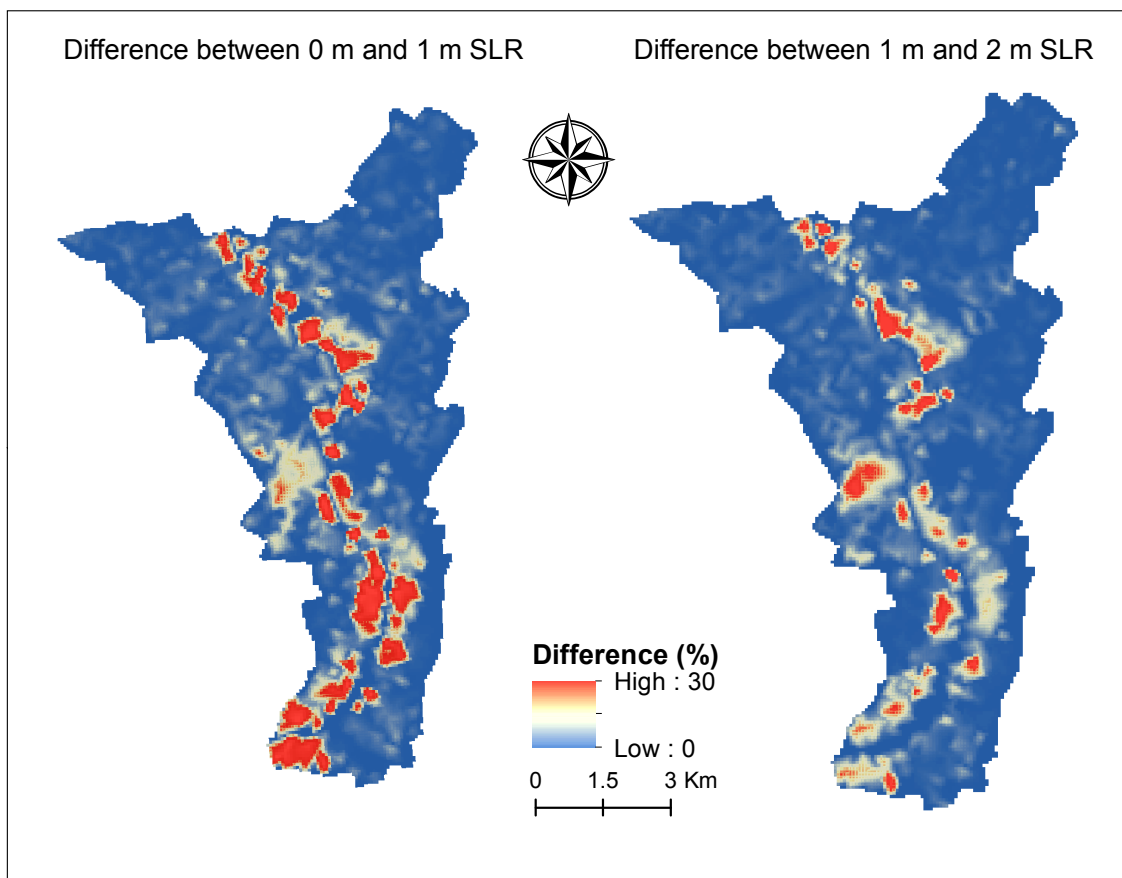 Difference between 0 m and 1 m SLR
Difference between 1 m and 2 m SLR
Difference (%)
High : 30
Low : 0
0 1.5 3 Km